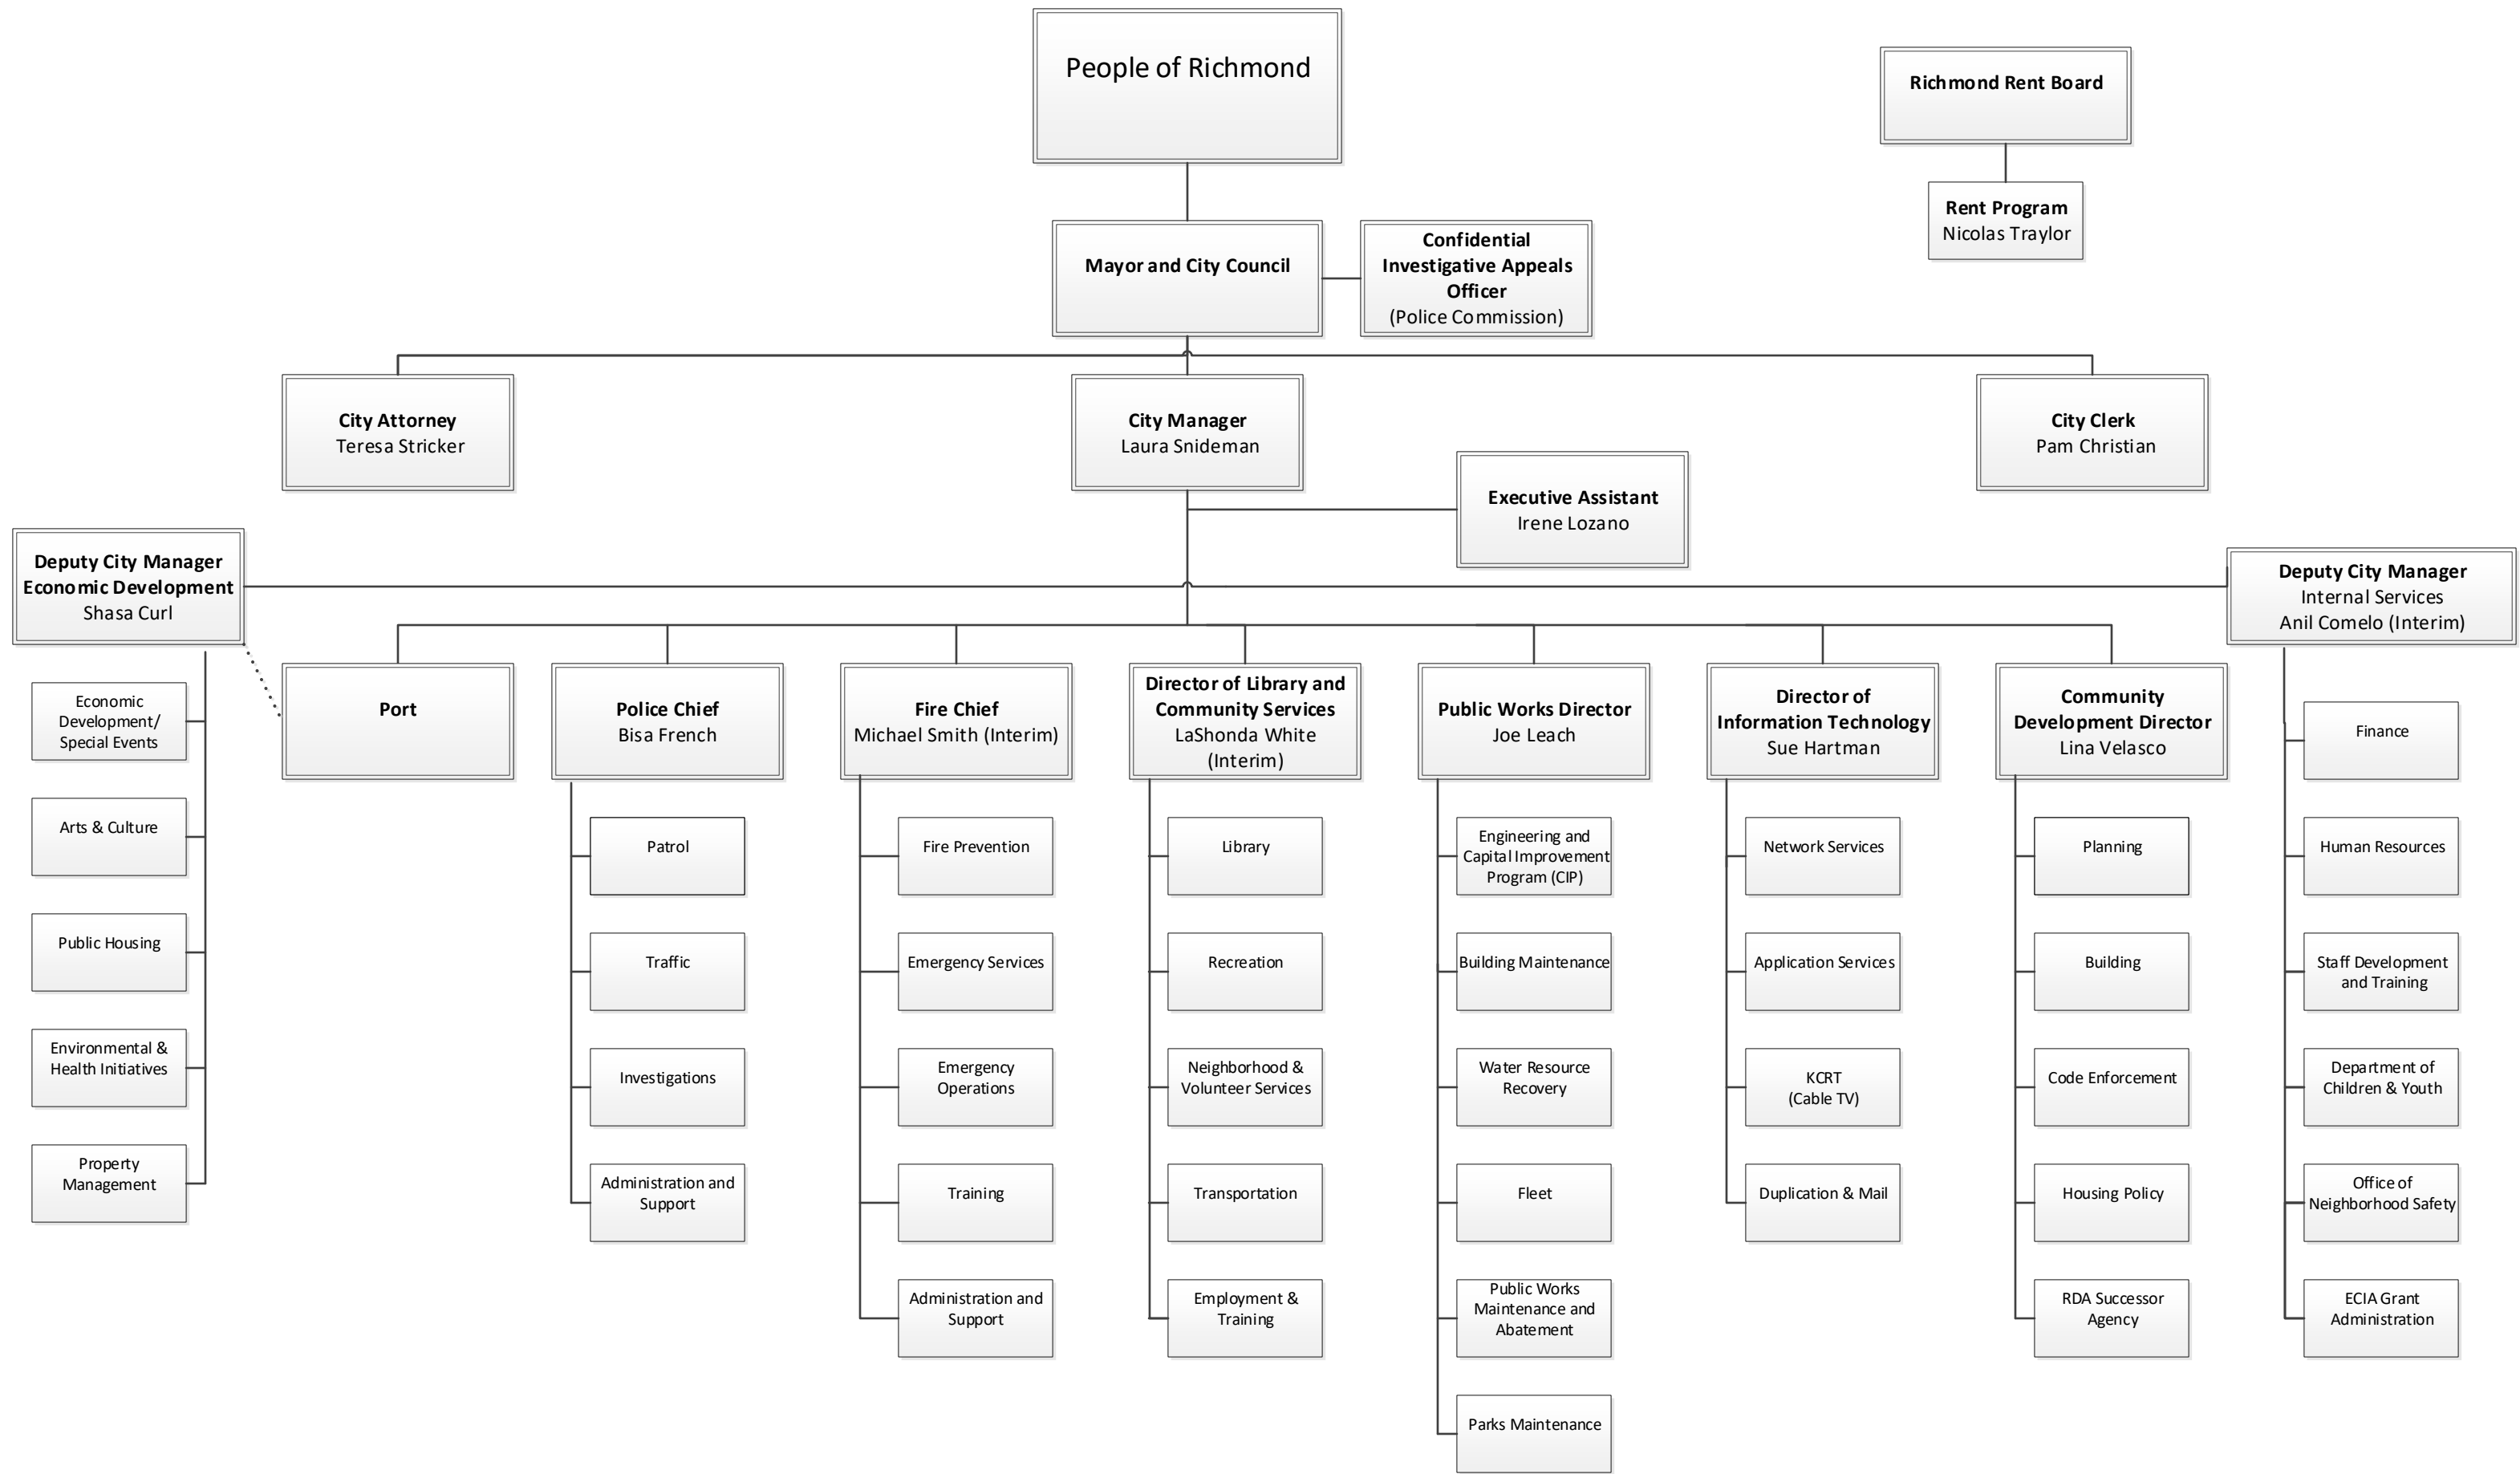 People of Richmond
Richmond Rent Board
Rent Program
Nicolas Traylor
Mayor and City Council
Confidential
Investigative Appeals
Officer
(Police Commission)
City Attorney
Teresa Stricker
City Manager
Laura Snideman
City Clerk
Pam Christian
Executive Assistant
Irene Lozano
Deputy City Manager
Economic Development
Shasa Curl
Deputy City Manager
Internal Services
Anil Comelo (Interim)
Port
Police Chief
Bisa French
Fire Chief
Michael Smith (Interim)
Director of Library and
Community Services
LaShonda White
(Interim)
Public Works Director
Joe Leach
Director of
Information Technology
Sue Hartman
Community
Development Director
Lina Velasco
Economic
Development/
Special Events
Arts & Culture
Public Housing
Environmental &
Health Initiatives
Property
Management
Patrol
Traffic
Investigations
Administration and
Support
Fire Prevention
Emergency Services
Emergency
Operations
Training
Administration and
Support
Library
Recreation
Neighborhood &
Volunteer Services
Transportation
Employment &
Training
Engineering and
Capital Improvement
Program (CIP)
Building Maintenance
Water Resource
Recovery
Fleet
Public Works
Maintenance and
Abatement
Parks Maintenance
Network Services
Application Services
KCRT
(Cable TV)
Duplication & Mail
Planning
Building
Code Enforcement
Housing Policy
RDA Successor
Agency
Finance
Human Resources
Staff Development
and Training
Department of
Children & Youth
Office of
Neighborhood Safety
ECIA Grant
Administration